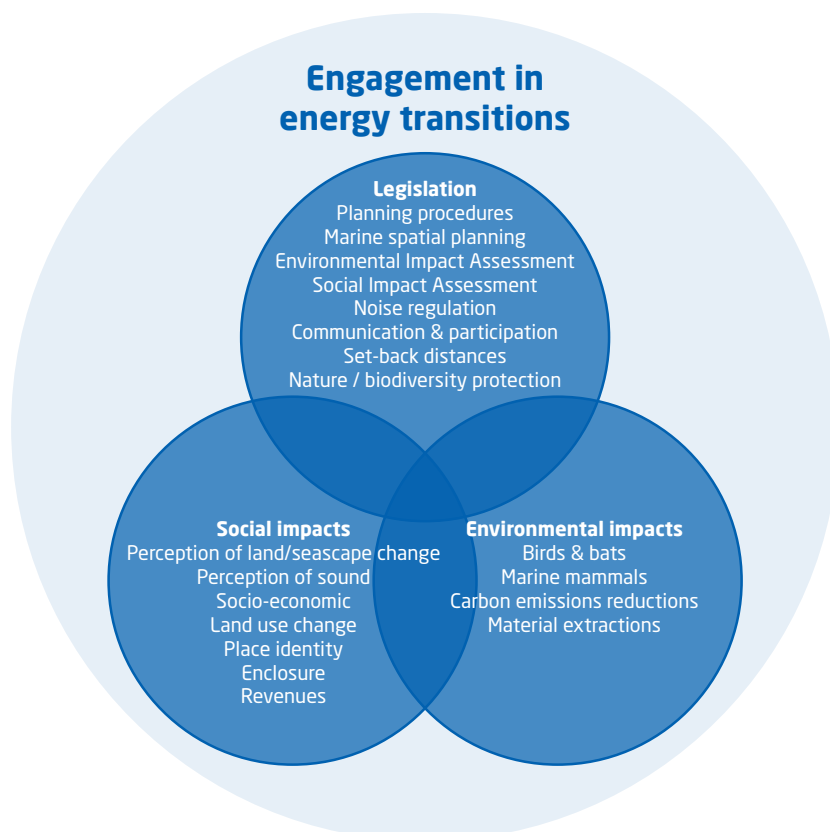 Engagement in
energy transitions
Legislation
Planning procedures
Marine spatial planning
Environmental Impact Assessment
Social Impact Assessment
Noise regulation
Communication & participation
Set-back distances
Nature / biodiversity protection
Social impacts
Perception of land/seascape change
Perception of sound
Socio-economic
Land use change
Place identity
Enclosure
Revenues
Environmental impacts
Birds & bats
Marine mammals
Carbon emissions reductions
Material extractions